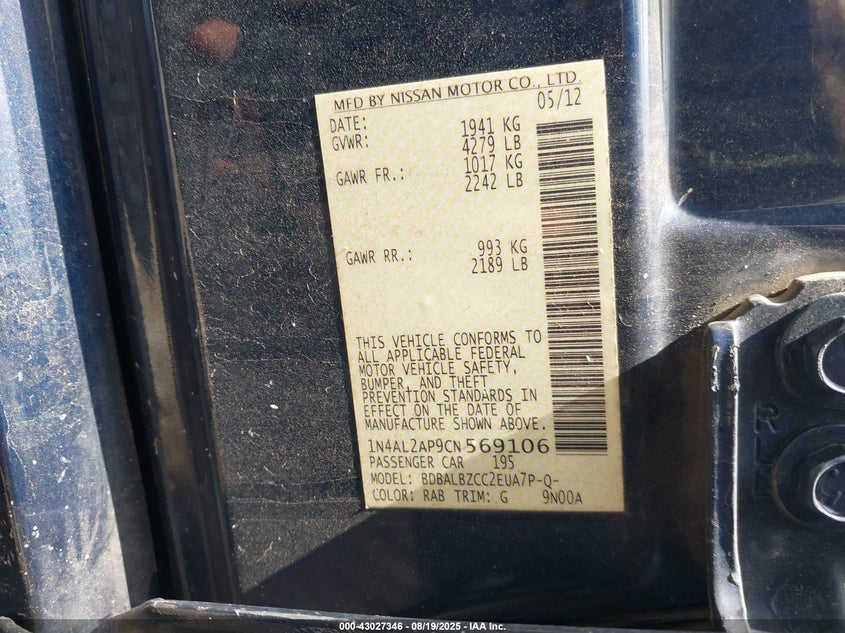 MFD BY NISSAN MOTOR CO., LTD.
DATE: 05/12
GVWR: 1941 KG
4279 LB
GAWR FR.: 1017 KG
2242 LB
GAWR RR.: 993 KG
2189 LB
THIS VEHICLE CONFORMS TO
ALL APPLICABLE FEDERAL
MOTOR VEHICLE SAFETY,
BUMPER, AND THEFT
PREVENTION STANDARDS IN
EFFECT ON THE DATE OF
MANUFACTURE SHOWN ABOVE.
1N4AL2AP9CN569106
PASSENGER CAR 195
MODEL: BDBALBZCC2EUA7P-Q-
COLOR: RAB TRIM: G 9N00A
000-43027346 - 08/19/2025 - IAA Inc.